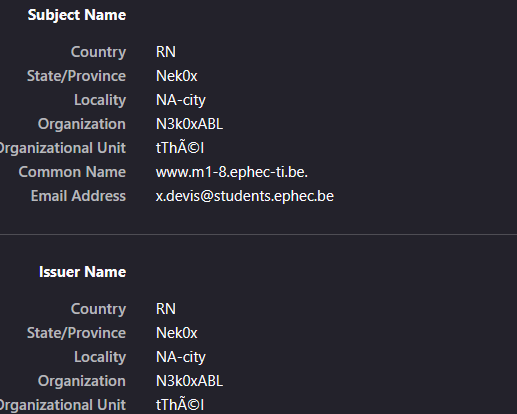 Subject Name
Country RN
State/Province Nek0x
Locality NA-city
Organization N3k0xABL
Organizational Unit tThÃ©I
Common Name www.m1-8.ephec-ti.be.
Email Address x.devis@students.ephec.be
Issuer Name
Country RN
State/Province Nek0x
Locality NA-city
Organization N3k0xABL
Organizational Unit tThÃ©I